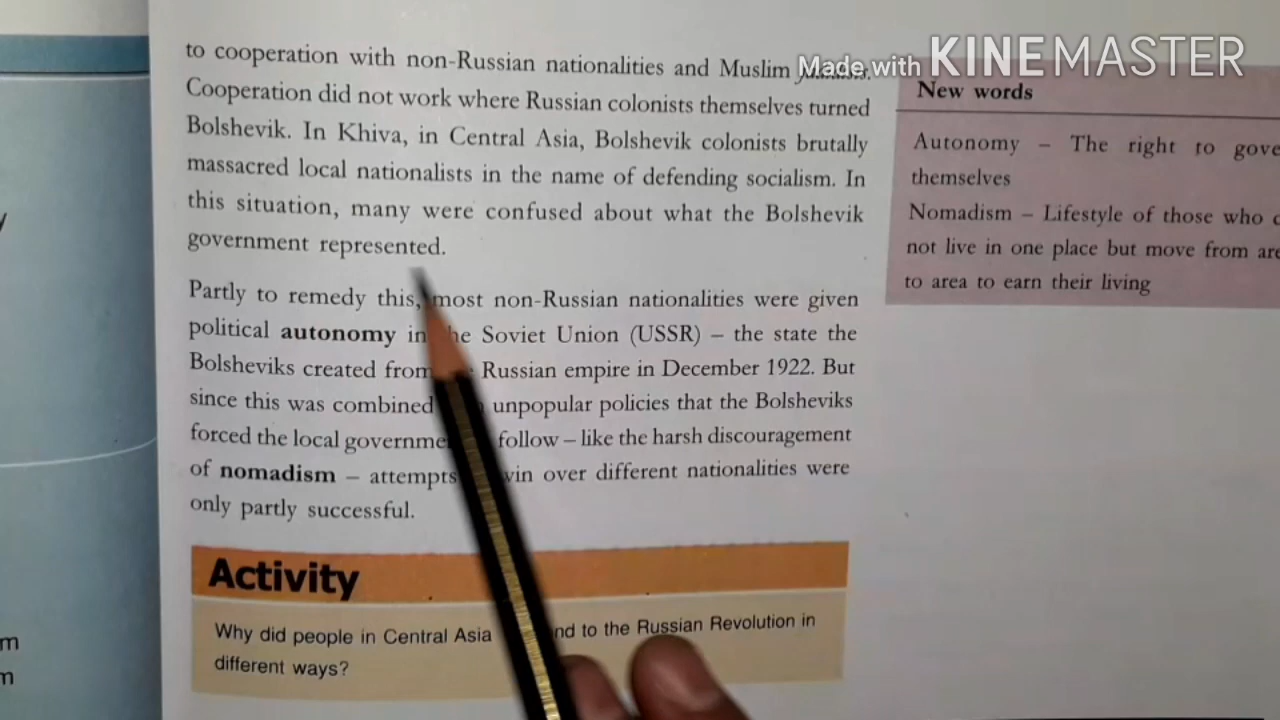 to cooperation with non-Russian nationalities and Muslim
Cooperation did not work where Russian colonists themselves turned
Bolshevik. In Khiva, in Central Asia, Bolshevik colonists brutally
massacred local nationalists in the name of defending socialism. In
this situation, many were confused about what the Bolshevik
government represented.
Partly to remedy this, most non-Russian nationalities were given
political autonomy in he Soviet Union (USSR) – the state the
Bolsheviks created from Russian empire in December 1922. But
since this was combined unpopular policies that the Bolsheviks
forced the local governme follow – like the harsh discouragement
of nomadism – attempts win over different nationalities were
only partly successful.
Activity
Why did people in Central Asia nd to the Russian Revolution in
different ways?
Made with KINEMASTER
New words
Autonomy – The right to gove
themselves
Nomadism – Lifestyle of those who
not live in one place but move from are
to area to earn their living
m
m